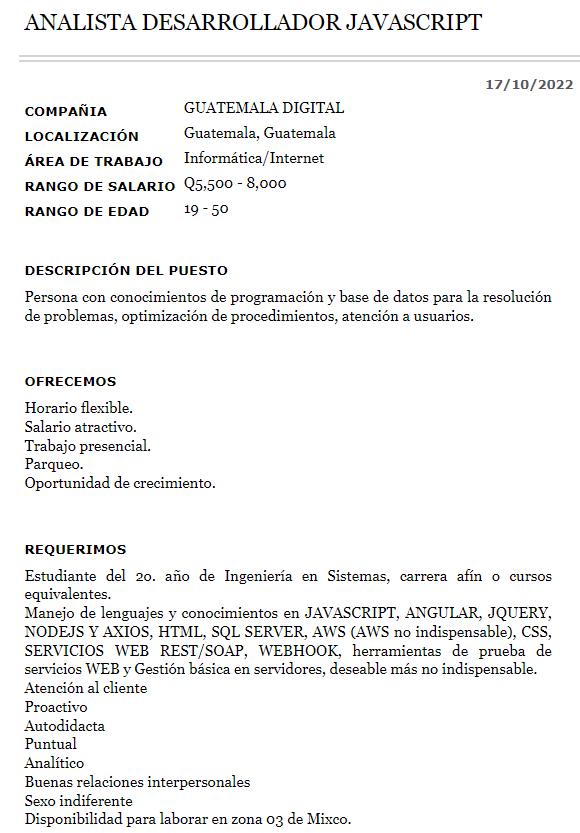 ANALISTA DESARROLLADOR JAVASCRIPT
17/10/2022
COMPAÑIA GUATEMALA DIGITAL
LOCALIZACIÓN Guatemala, Guatemala
ÁREA DE TRABAJO Informática/Internet
RANGO DE SALARIO Q5,500 - 8,000
RANGO DE EDAD 19 - 50
DESCRIPCIÓN DEL PUESTO
Persona con conocimientos de programación y base de datos para la resolución
de problemas, optimización de procedimientos, atención a usuarios.
OFRECEMOS
Horario flexible.
Salario atractivo.
Trabajo presencial.
Parqueo.
Oportunidad de crecimiento.
REQUERIMOS
Estudiante del 2o. año de Ingeniería en Sistemas, carrera afín o cursos
equivalentes.
Manejo de lenguajes y conocimientos en JAVASCRIPT, ANGULAR, JQUERY,
NODEJS Y AXIOS, HTML, SQL SERVER, AWS (AWS no indispensable), CSS,
SERVICIOS WEB REST/SOAP, WEBHOOK, herramientas de prueba de
servicios WEB y Gestión básica en servidores, deseable más no indispensable.
Atención al cliente
Proactivo
Autodidacta
Puntual
Analítico
Buenas relaciones interpersonales
Sexo indiferente
Disponibilidad para laborar en zona 03 de Mixco.